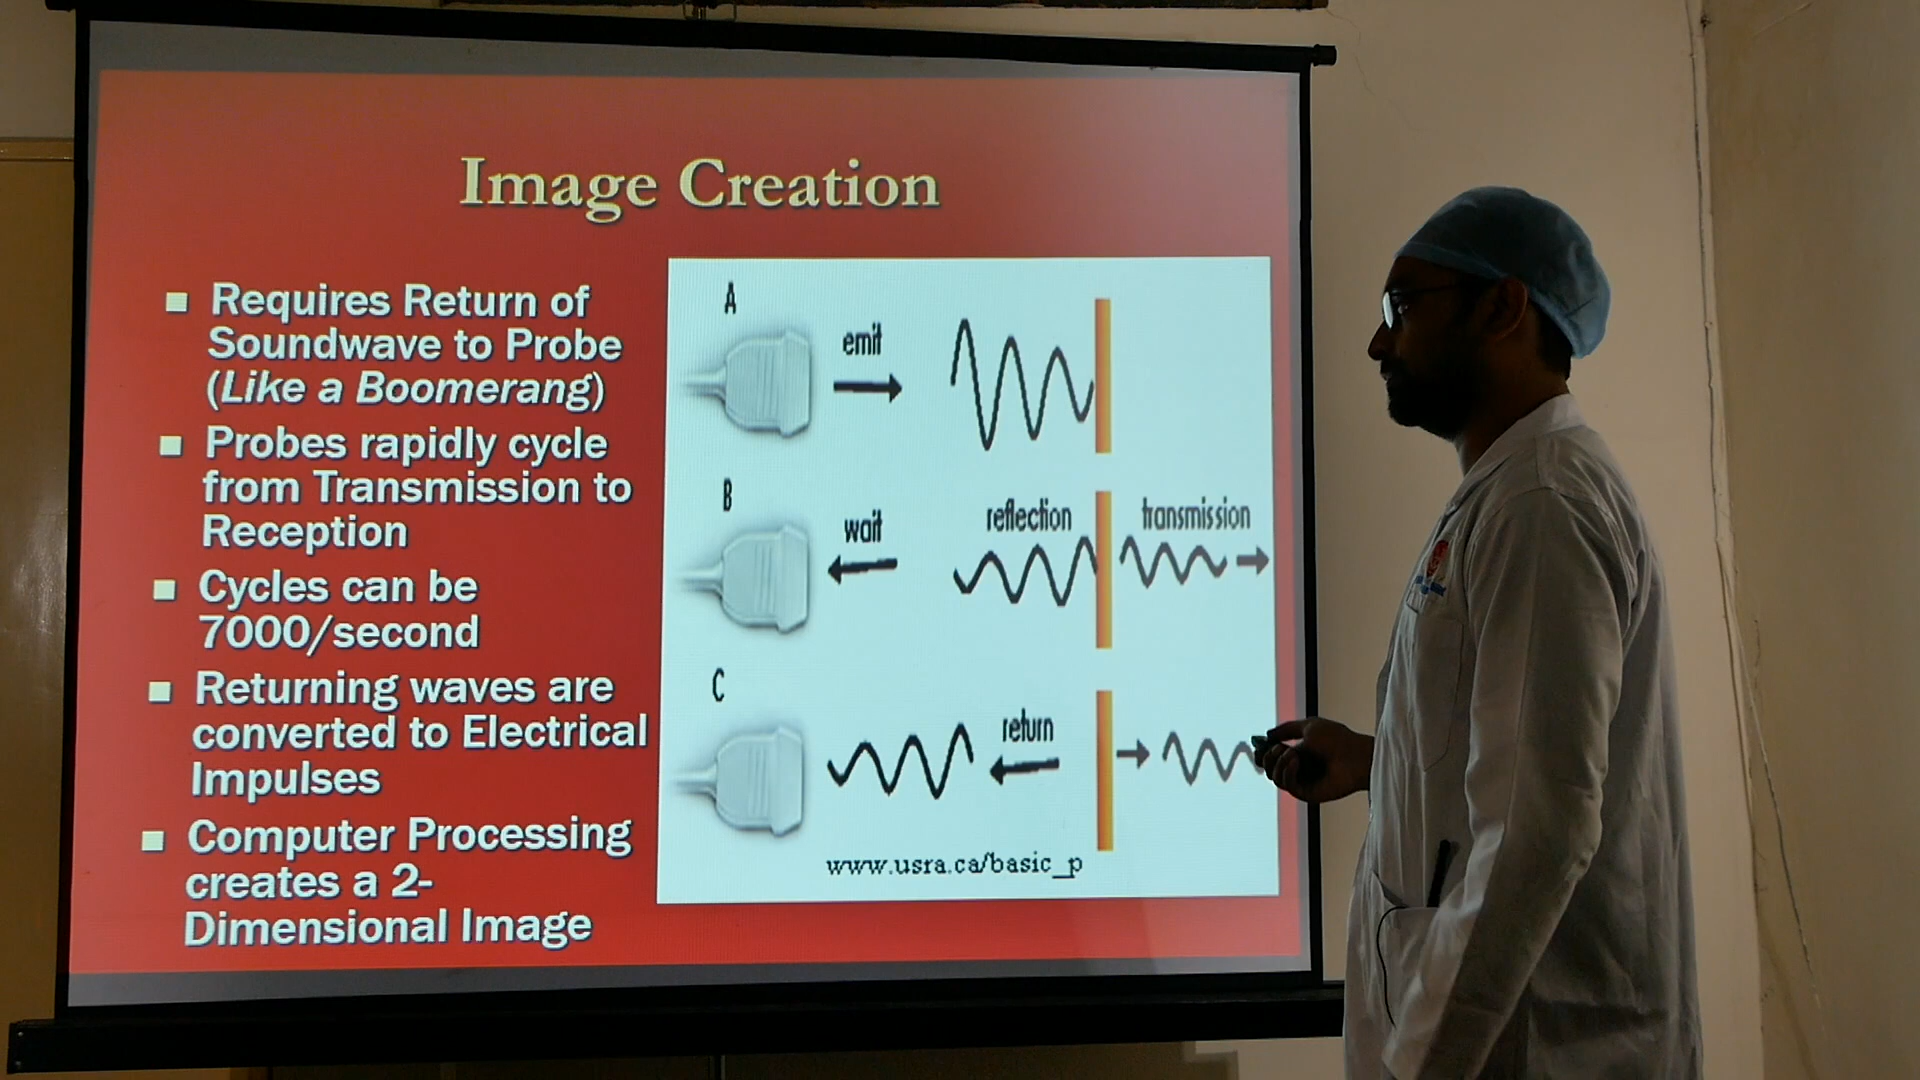 Image Creation
Requires Return of
Soundwave to Probe
(Like a Boomerang)
Probes rapidly cycle
from Transmission to
Reception
Cycles can be
7000/second
Returning waves are
converted to Electrical
Impulses
Computer Processing
creates a 2-
Dimensional Image
A
emit
B
wait
reflection
transmission
C
return
www.usra.ca/basic_p